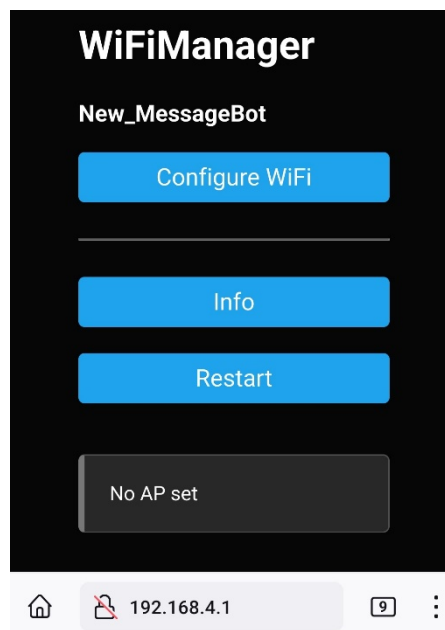 WiFiManager
New_MessageBot
Configure WiFi
Info
Restart
No AP set
192.168.4.1
9